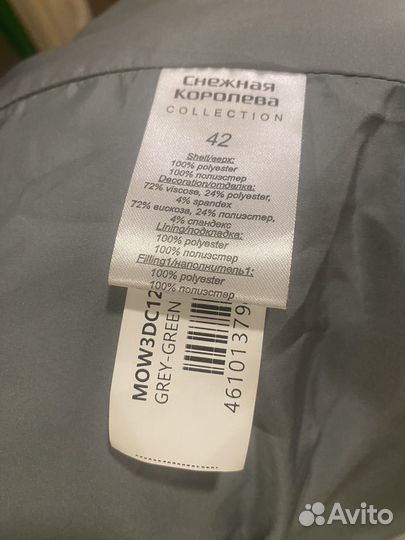 СНЕЖНАЯ
КОРОЛЕВА
COLLECTION
42
Shell/верх:
100% polyester
100% полиэстер
Decoration/отделка:
72% viscose, 24% polyester,
4% spandex
72% вискоза, 24% полиэстер,
4% спандекс
Lining/подкладка:
100% polyester
100% полиэстер
Filling1/наполнитель1:
100% polyester
100% полиэстер
MOW3DC12
GREY-GREEN
46101379
Avito